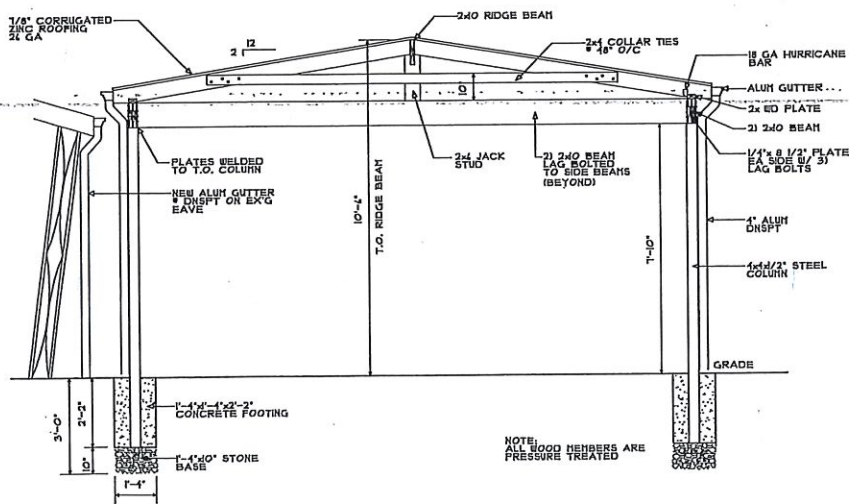 7/8" CORRUGATED
ZINC ROOFING
26 GA
12
2
2x10 RIDGE BEAM
2x4 COLLAR TIES
@ 48" O/C
18 GA HURRICANE
BAR
ALUM GUTTER...
2x PLATE
2) 2x10 BEAM
1/4"x 8 1/2" PLATE
EA SIDE W/ 3)
LAG BOLTS
10
PLATES WELDED
TO T.O. COLUMN
2x6 JACK
STUD
2) 2x10 BEAM
LAG BOLTED
TO SIDE BEAMS
(BEYOND)
NEW ALUM GUTTER
& DNSPT ON EX'G
EAVE
10'-6"
T.O. RIDGE BEAM
7'-10"
4" ALUM
DNSPT
4x4x1/2" STEEL
COLUMN
GRADE
3'-0"
2'-2"
10"
1'-4"
1'-4"x1'-4"x2'-2"
CONCRETE FOOTING
1'-4"x10" STONE
BASE
NOTE:
ALL WOOD MEMBERS ARE
PRESSURE TREATED